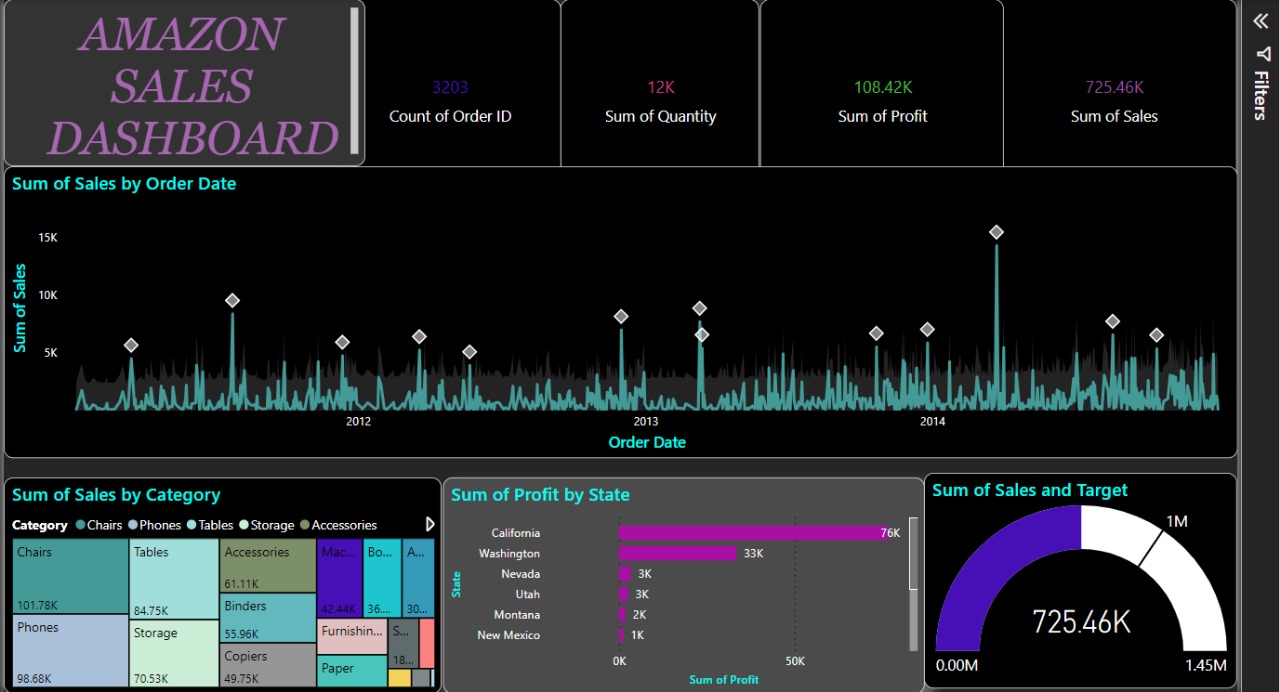 AMAZON
SALES
DASHBOARD
3203
Count of Order ID
12K
Sum of Quantity
108.42K
Sum of Profit
725.46K
Sum of Sales
Filters
Sum of Sales by Order Date
Sum of Sales
15K
10K
5K
2012
2013
2014
Order Date
Sum of Sales by Category
Category Chairs Phones Tables Storage Accessories
Chairs
101.78K
Phones
98.68K
Tables
84.75K
Storage
70.53K
Accessories
61.11K
Binders
55.96K
Copiers
49.75K
Mac...
42.44K
Bo...
36....
A...
30...
Furnishin...
Paper
S...
18...
Sum of Profit by State
State
California 76K
Washington 33K
Nevada 3K
Utah 3K
Montana 2K
New Mexico 1K
0K 50K
Sum of Profit
Sum of Sales and Target
1M
725.46K
0.00M 1.45M